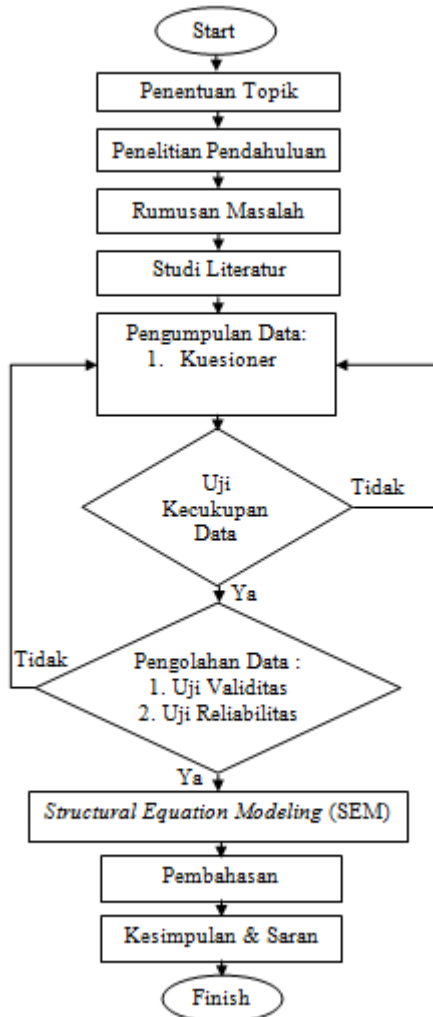 Start
Penentuan Topik
Penelitian Pendahuluan
Rumusan Masalah
Studi Literatur
Pengumpulan Data:
1. Kuesioner
Uji
Kecukupan
Data
Tidak
Ya
Tidak
Pengolahan Data :
1. Uji Validitas
2. Uji Reliabilitas
Ya
Structural Equation Modeling (SEM)
Pembahasan
Kesimpulan & Saran
Finish